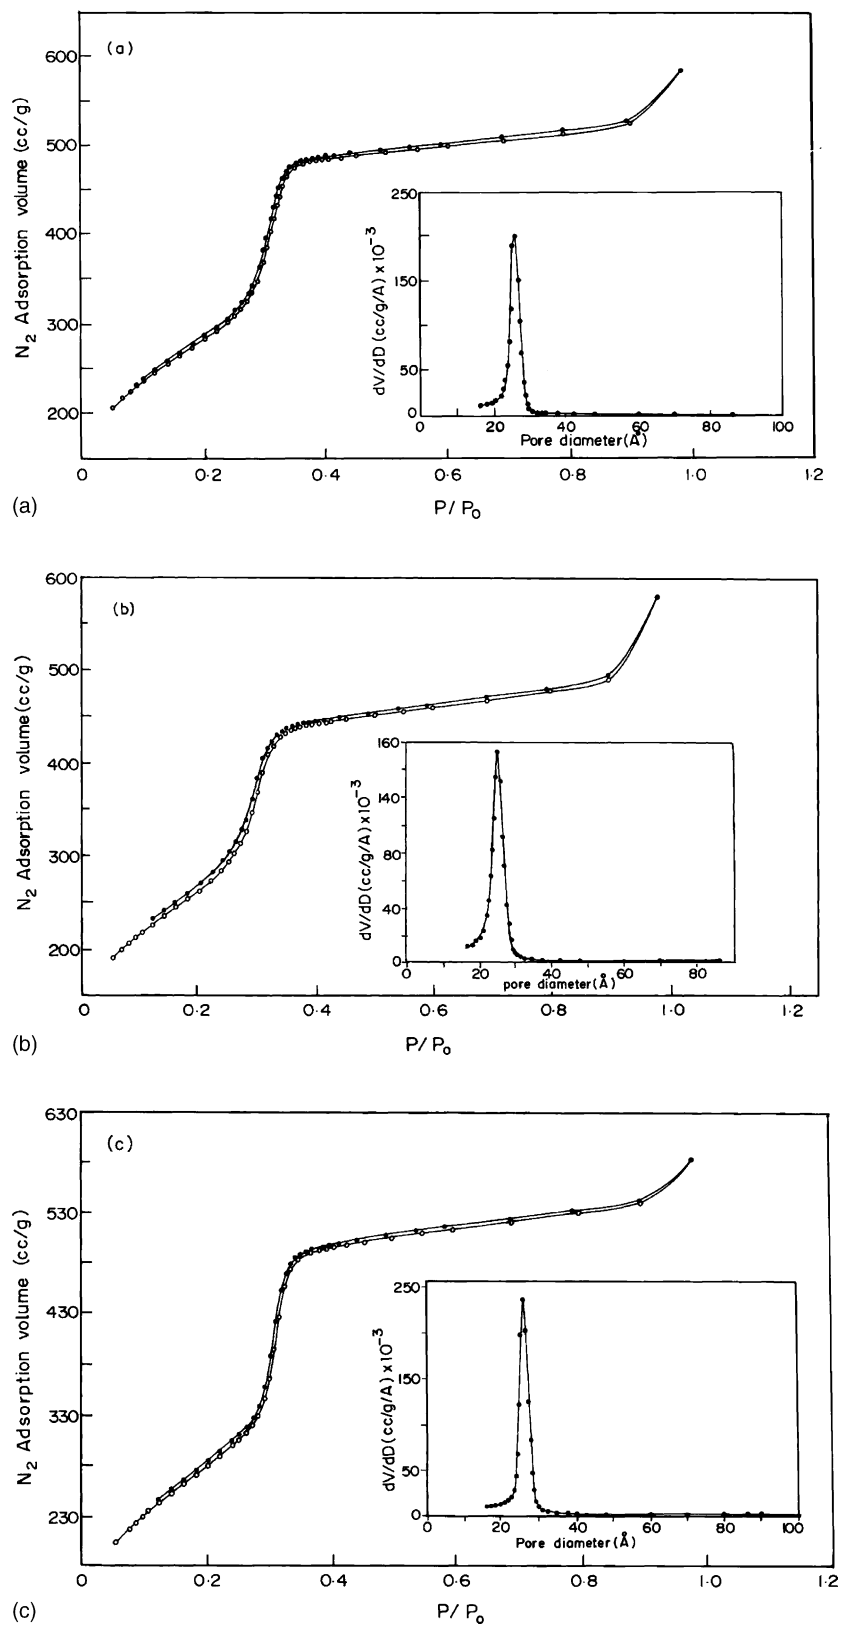 (a)
N2 Adsorption volume (cc/g)
600
500
400
300
200
0 0.2 0.4 0.6 0.8 1.0 1.2
P/Po
dV/dD (cc/g/A) x10-3
250
150
50
0
0 20 40 60 80 100
Pore diameter(Å)
(a)
(b)
N2 Adsorption volume (cc/g)
600
500
400
300
200
0 0.2 0.4 0.6 0.8 1.0 1.2
P/Po
dV/dD (cc/g/A) x10-3
160
140
80
40
0
0 20 40 60 80
pore diameter(Å)
(b)
(c)
N2 Adsorption volume (cc/g)
630
530
430
330
230
0 0.2 0.4 0.6 0.8 1.0 1.2
P/Po
dV/dD (cc/g/A) x10-3
250
150
50
0
0 20 40 60 80 100
Pore diameter(Å)
(c)